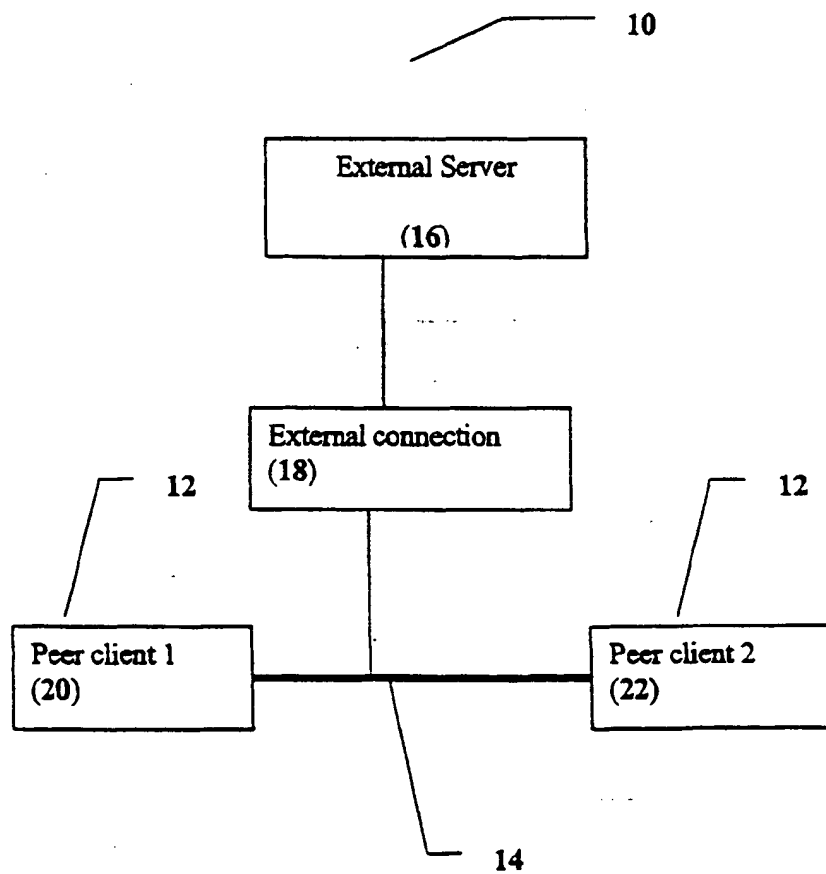 10
External Server
(16)
External connection
(18)
12
12
Peer client 1
(20)
Peer client 2
(22)
14